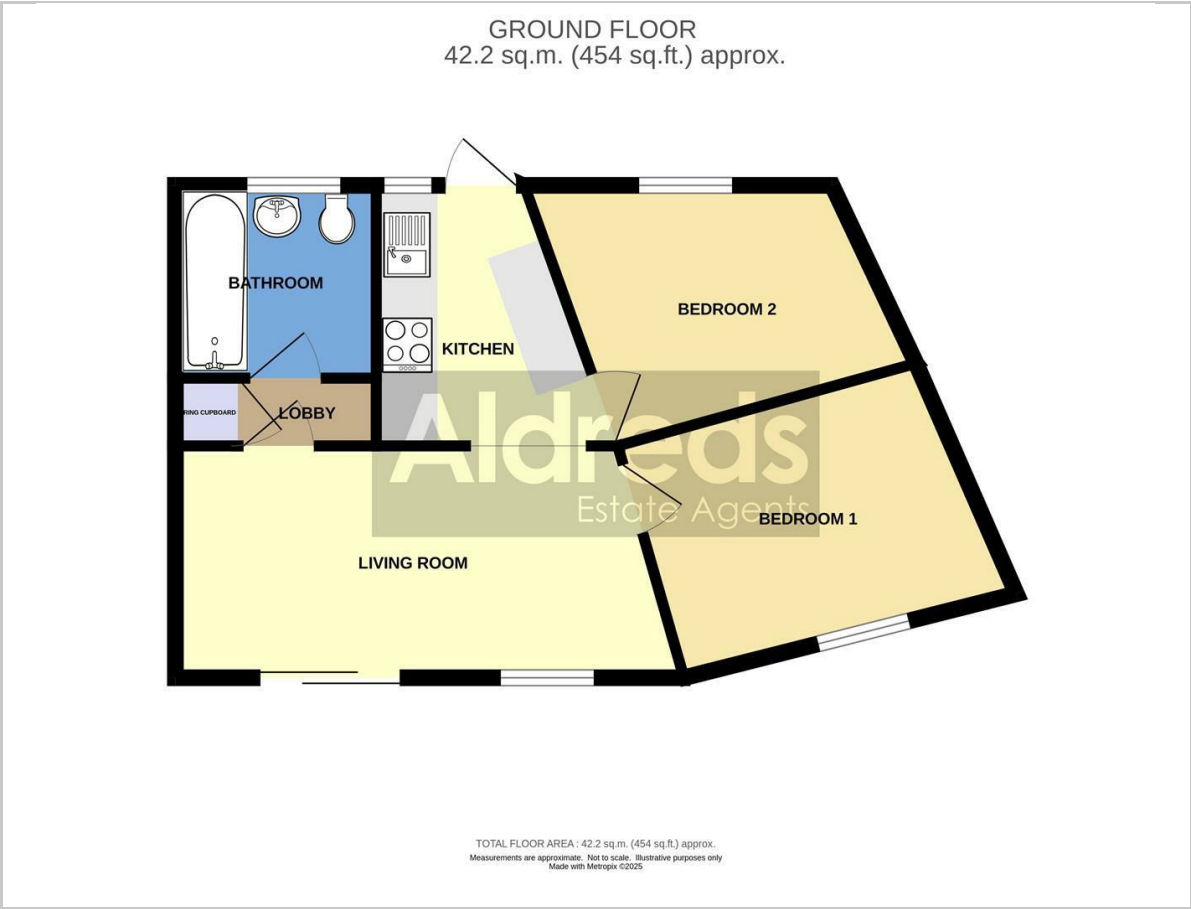 GROUND FLOOR
42.2 sq.m. (454 sq.ft.) approx.
BATHROOM
BEDROOM 2
KITCHEN
RING CUPBOARD
LOBBY
Aldreds
Estate Agents
BEDROOM 1
LIVING ROOM
TOTAL FLOOR AREA : 42.2 sq.m. (454 sq.ft.) approx.
Measurements are approximate. Not to scale. Illustrative purposes only
Made with Metropix ©2025